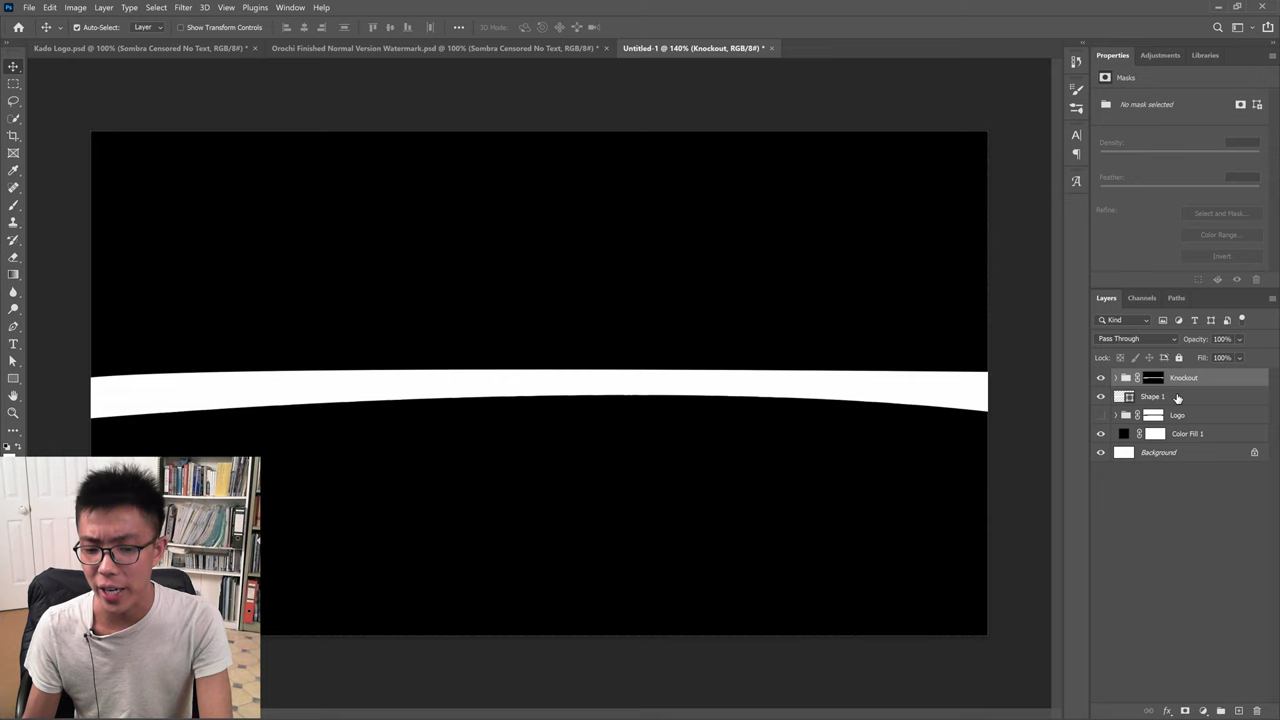 Ps File Edit Image Layer Type Select Filter 3D View Plugins Window Help
Auto-Select: Layer Show Transform Controls 3D Mode:
Kado Logo.psd @ 100% (Sombra Censored No Text, RGB/8#) * × Orochi Finished Normal Version Watermark.psd @ 100% (Sombra Censored No Text, RGB/8#) * × Untitled-1 @ 140% (Knockout, RGB/8#) * ×
Properties Adjustments Libraries
Masks
No mask selected
Density:
Feather:
Refine: Select and Mask...
Color Range...
Invert
Layers Channels Paths
Kind
Pass Through Opacity: 100%
Lock: Fill: 100%
Knockout
Shape 1
Logo
Color Fill 1
Background